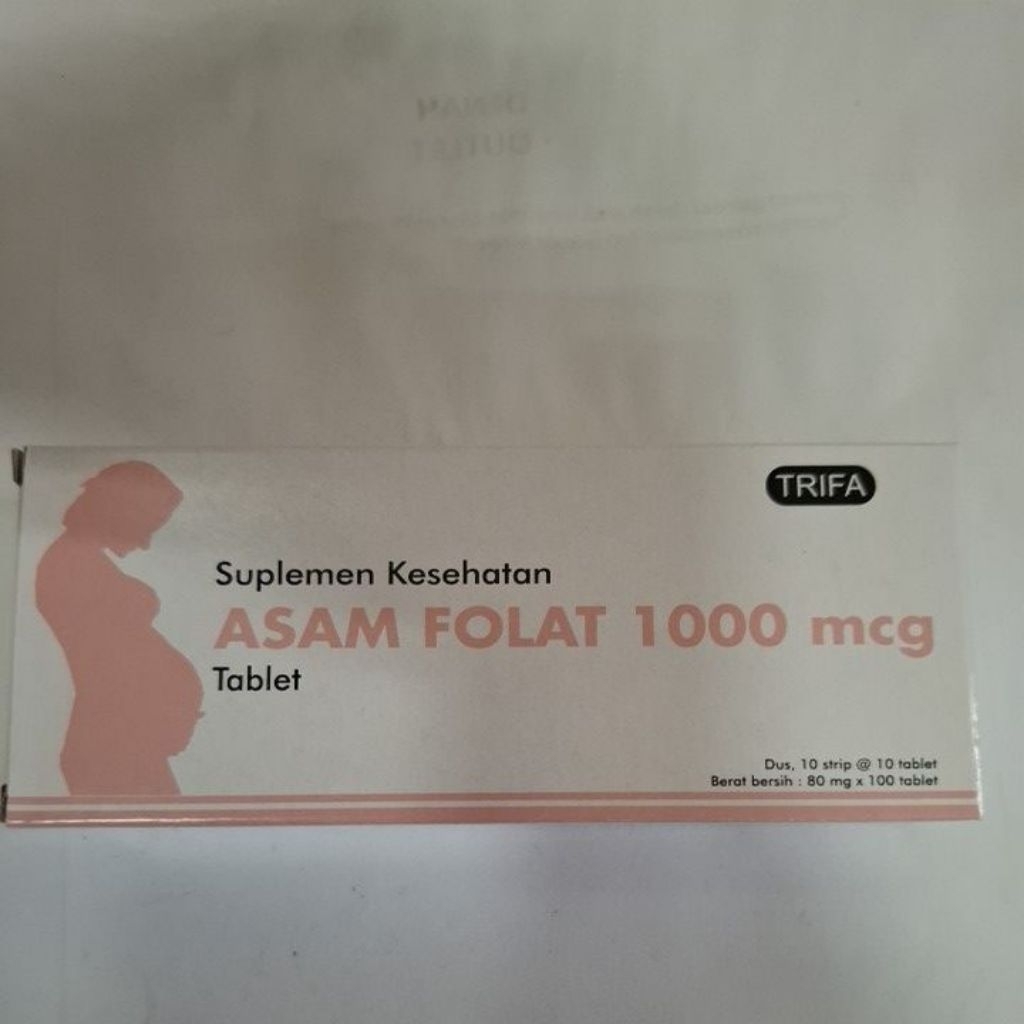 TRIFA
Suplemen Kesehatan
ASAM FOLAT 1000 mcg
Tablet
Dus, 10 strip @ 10 tablet
Berat bersih : 80 mg x 100 tablet